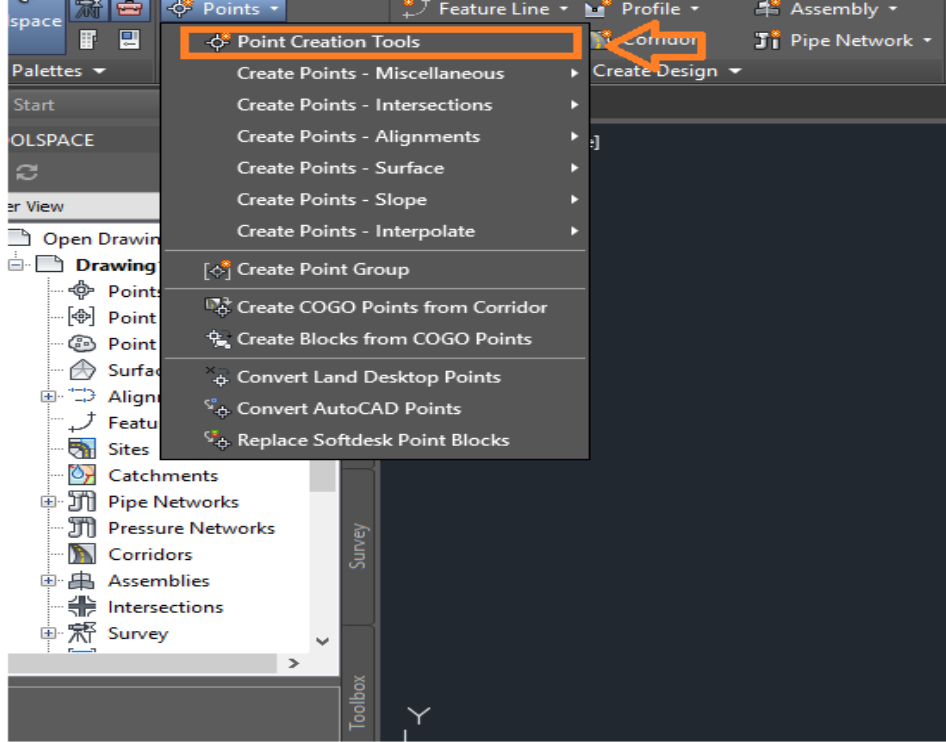 Points
Feature Line
Profile
Assembly
space
Corridor
Pipe Network
Palettes
Create Design
Point Creation Tools
Create Points - Miscellaneous
Create Points - Intersections
Create Points - Alignments
Create Points - Surface
Create Points - Slope
Create Points - Interpolate
Create Point Group
Create COGO Points from Corridor
Create Blocks from COGO Points
Convert Land Desktop Points
Convert AutoCAD Points
Replace Softdesk Point Blocks
Start
OOLSPACE
er View
Open Drawin
Drawing
Points
Point
Point
Surfac
Alignm
Featu
Sites
Catchments
Pipe Networks
Pressure Networks
Corridors
Assemblies
Intersections
Survey
Survey
Toolbox
Y